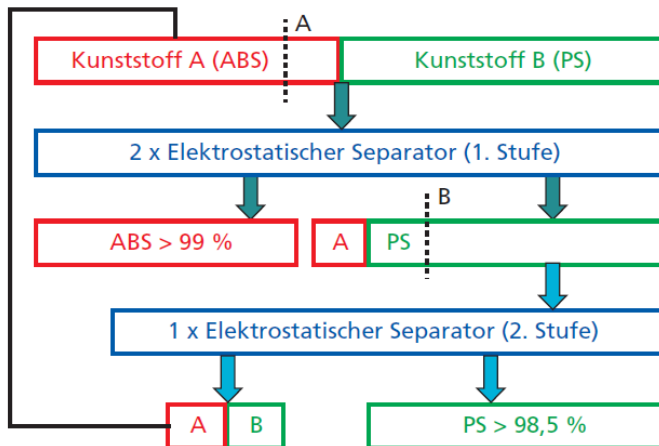 A
Kunststoff A (ABS)
Kunststoff B (PS)
2 x Elektrostatischer Separator (1. Stufe)
B
ABS > 99 %
A
PS
1 x Elektrostatischer Separator (2. Stufe)
A
B
PS > 98,5 %